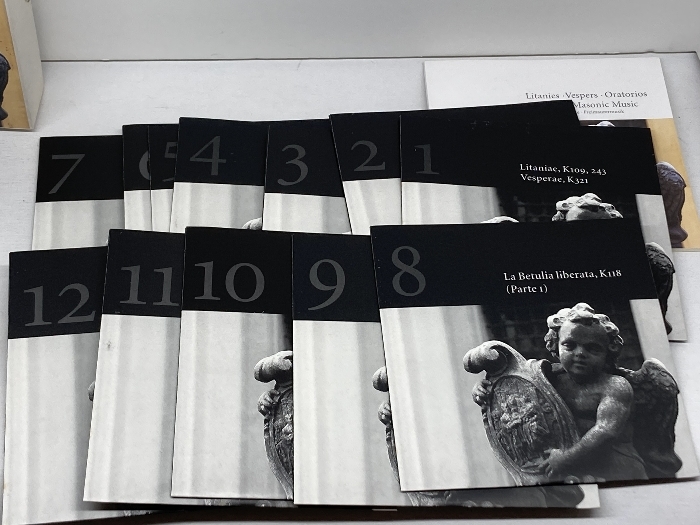 Litanies · Vespers · Oratorios
Masonic Music
Freimaurermusik
7
6
5
4
3
2
1
Litaniae, K109, 243
Vesperae, K321
12
11
10
9
8
La Betulia liberata, K118
(Parte 1)